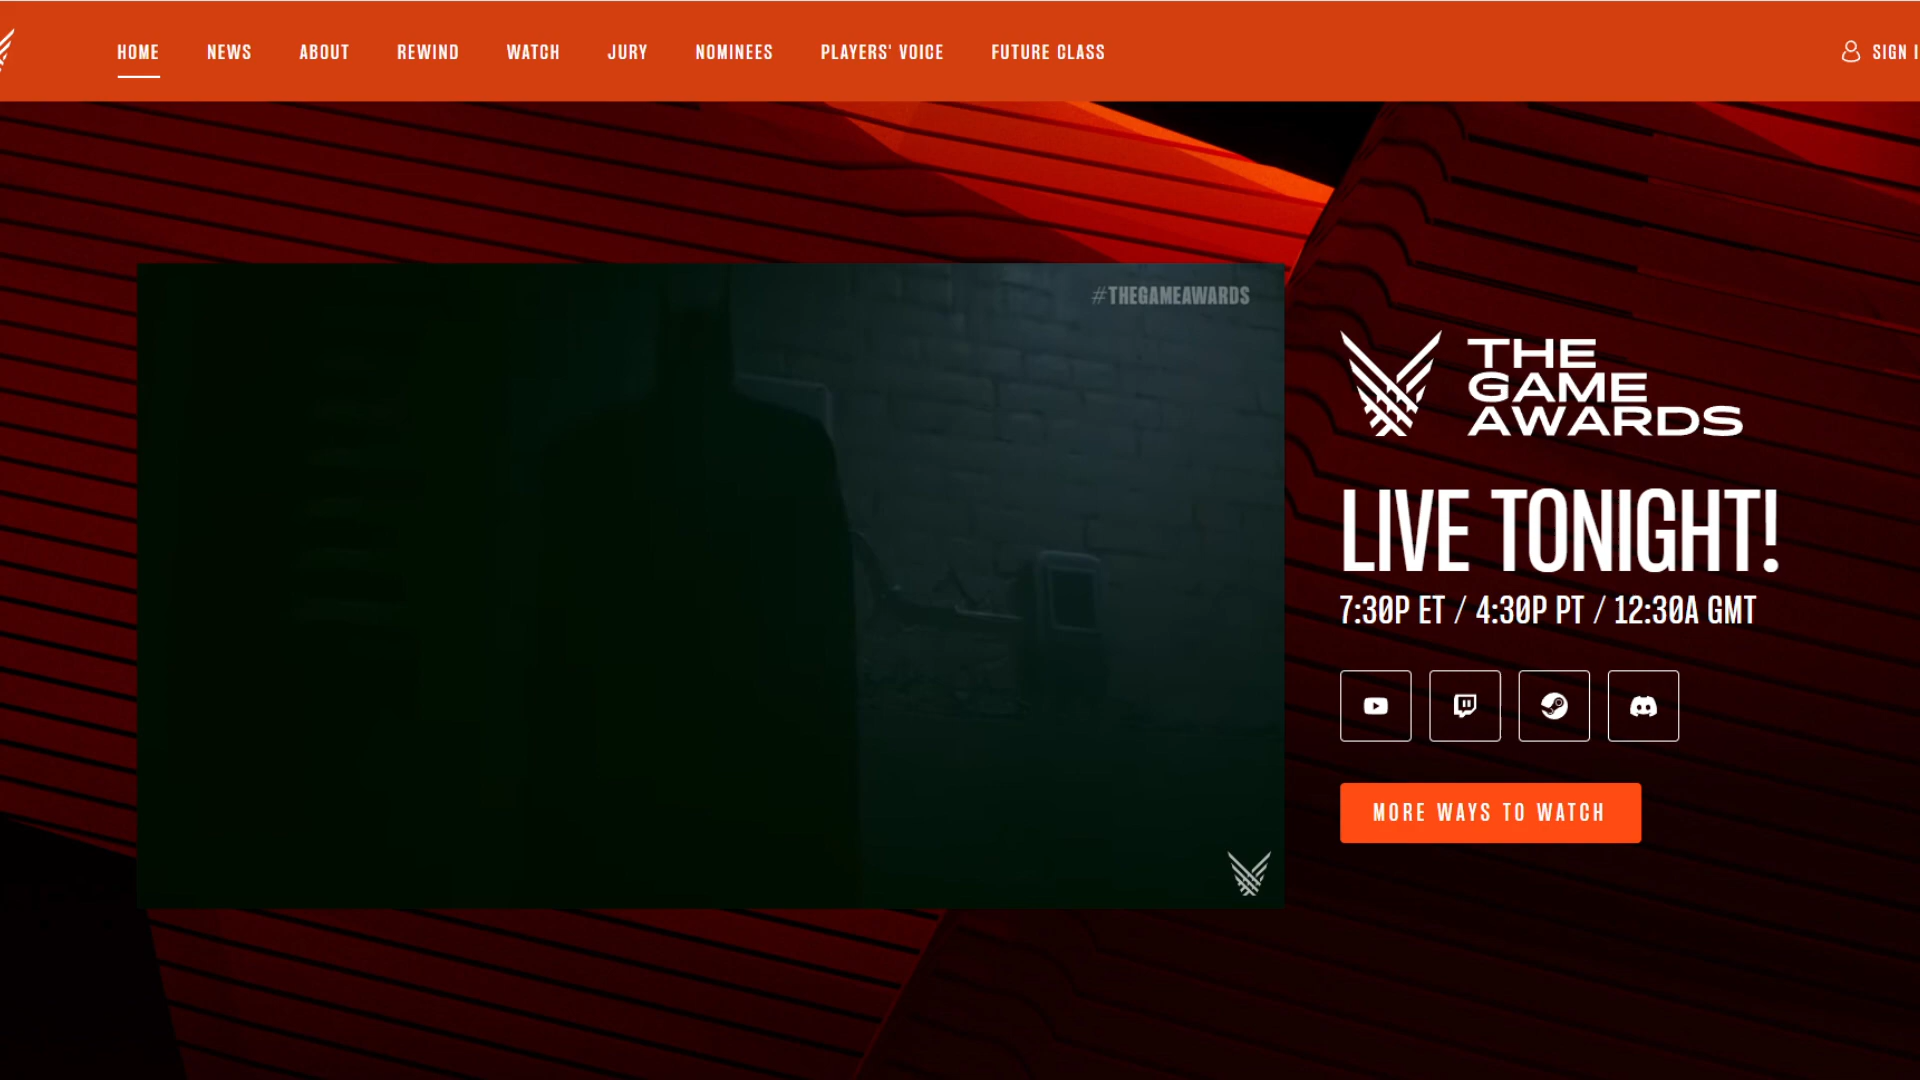 HOME NEWS ABOUT REWIND WATCH JURY NOMINEES PLAYERS' VOICE FUTURE CLASS SIGN
#THEGAMEAWARDS
THE
GAME
AWARDS
LIVE TONIGHT!
7:30P ET / 4:30P PT / 12:30A GMT
MORE WAYS TO WATCH